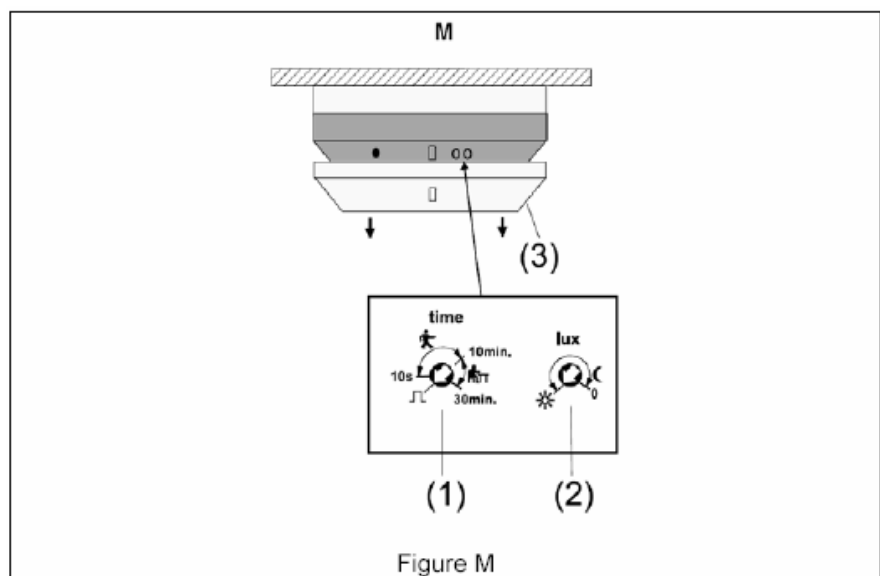 M
(3)
time
lux
10min.
10s
30min.
0
(1)
(2)
Figure M